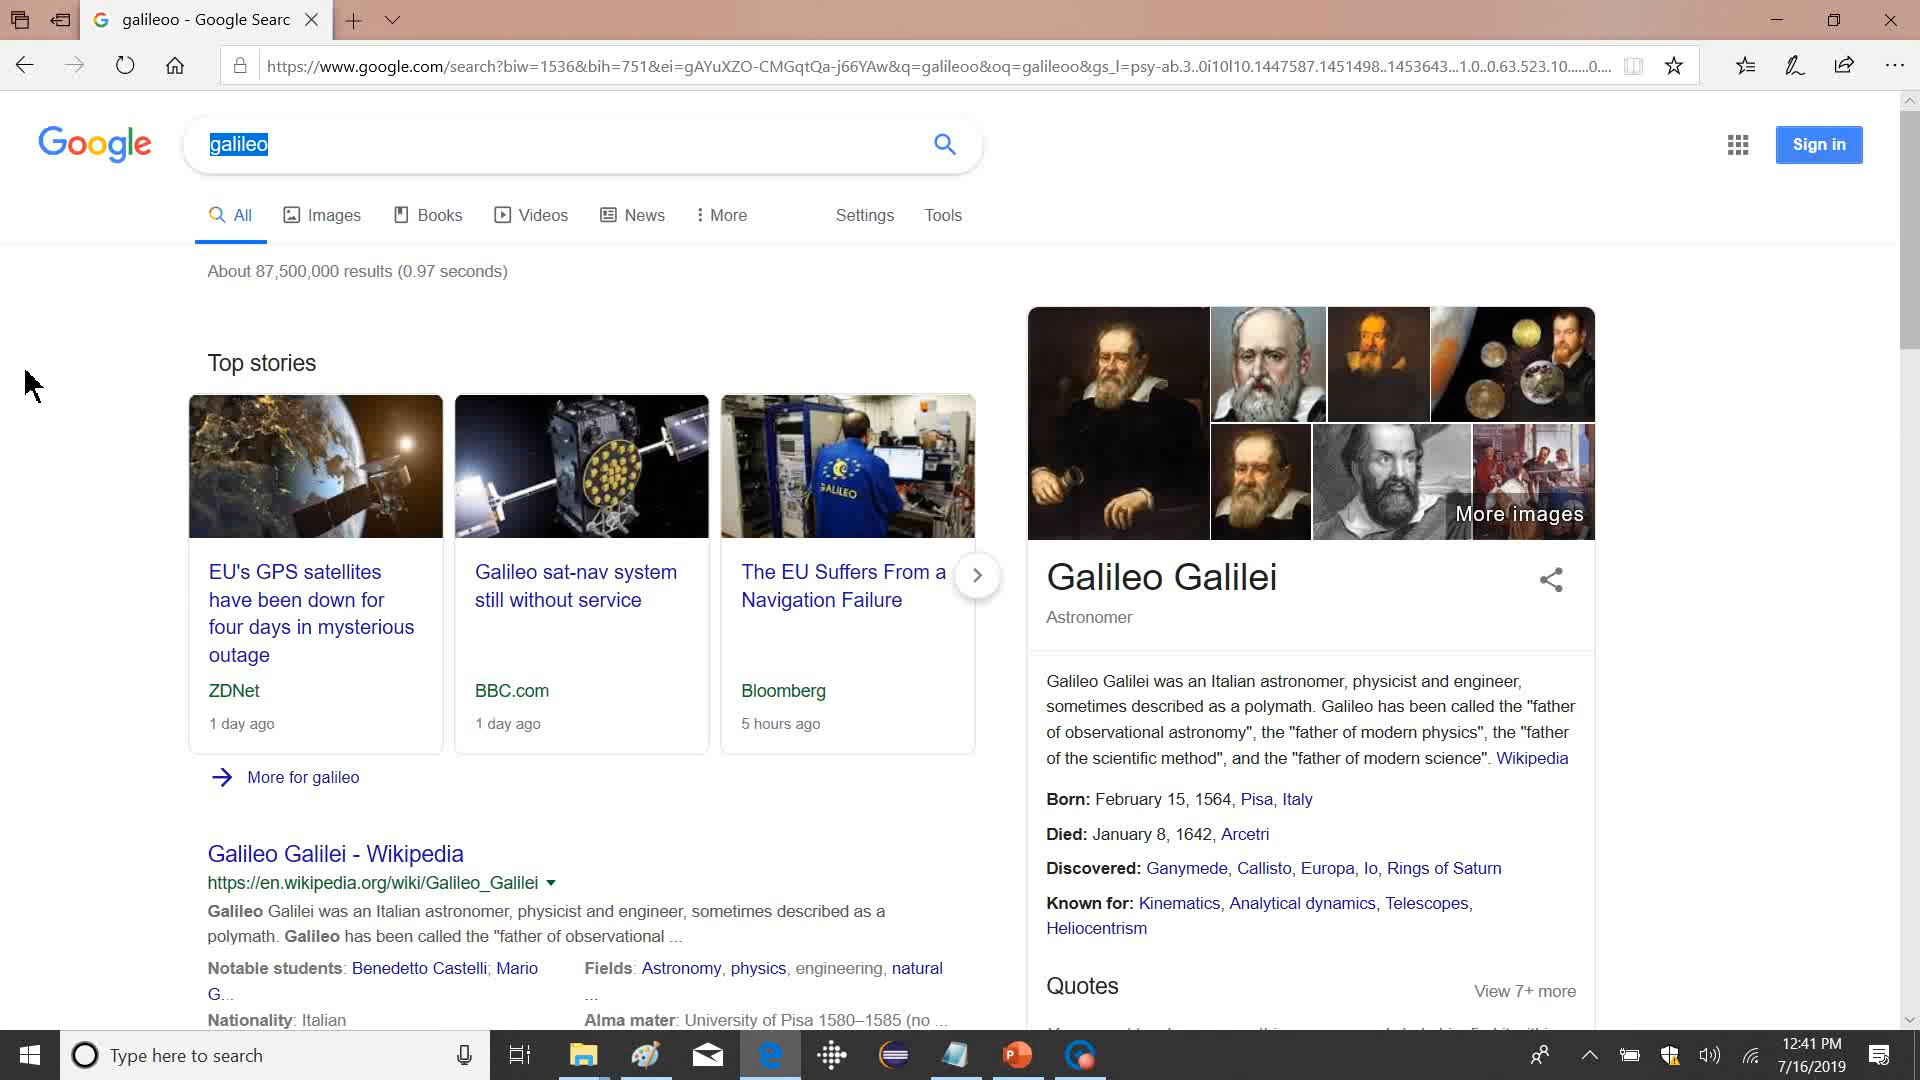 galileoo - Google Searc
https://www.google.com/search?biw=1536&bih=751&ei=gAYuXZO-CMGqtQa-j66YAw&q=galileoo&oq=galileoo&gs_l=psy-ab.3..0i10l10.1447587.1451498..1453643...1.0..0.63.523.10......0....
Google
galileo
Sign in
All Images Books Videos News More Settings Tools
About 87,500,000 results (0.97 seconds)
Top stories
GALILEO
EU's GPS satellites
have been down for
four days in mysterious
outage
ZDNet
1 day ago
Galileo sat-nav system
still without service
BBC.com
1 day ago
The EU Suffers From a
Navigation Failure
Bloomberg
5 hours ago
More for galileo
Galileo Galilei - Wikipedia
https://en.wikipedia.org/wiki/Galileo_Galilei
Galileo Galilei was an Italian astronomer, physicist and engineer, sometimes described as a
polymath. Galileo has been called the "father of observational ...
Notable students: Benedetto Castelli; Mario
G...
Fields: Astronomy, physics, engineering, natural
...
Nationality: Italian
Alma mater: University of Pisa 1580–1585 (no ...
More images
Galileo Galilei
Astronomer
Galileo Galilei was an Italian astronomer, physicist and engineer,
sometimes described as a polymath. Galileo has been called the "father
of observational astronomy", the "father of modern physics", the "father
of the scientific method", and the "father of modern science". Wikipedia
Born: February 15, 1564, Pisa, Italy
Died: January 8, 1642, Arcetri
Discovered: Ganymede, Callisto, Europa, Io, Rings of Saturn
Known for: Kinematics, Analytical dynamics, Telescopes,
Heliocentrism
Quotes
View 7+ more
Type here to search
12:41 PM
7/16/2019